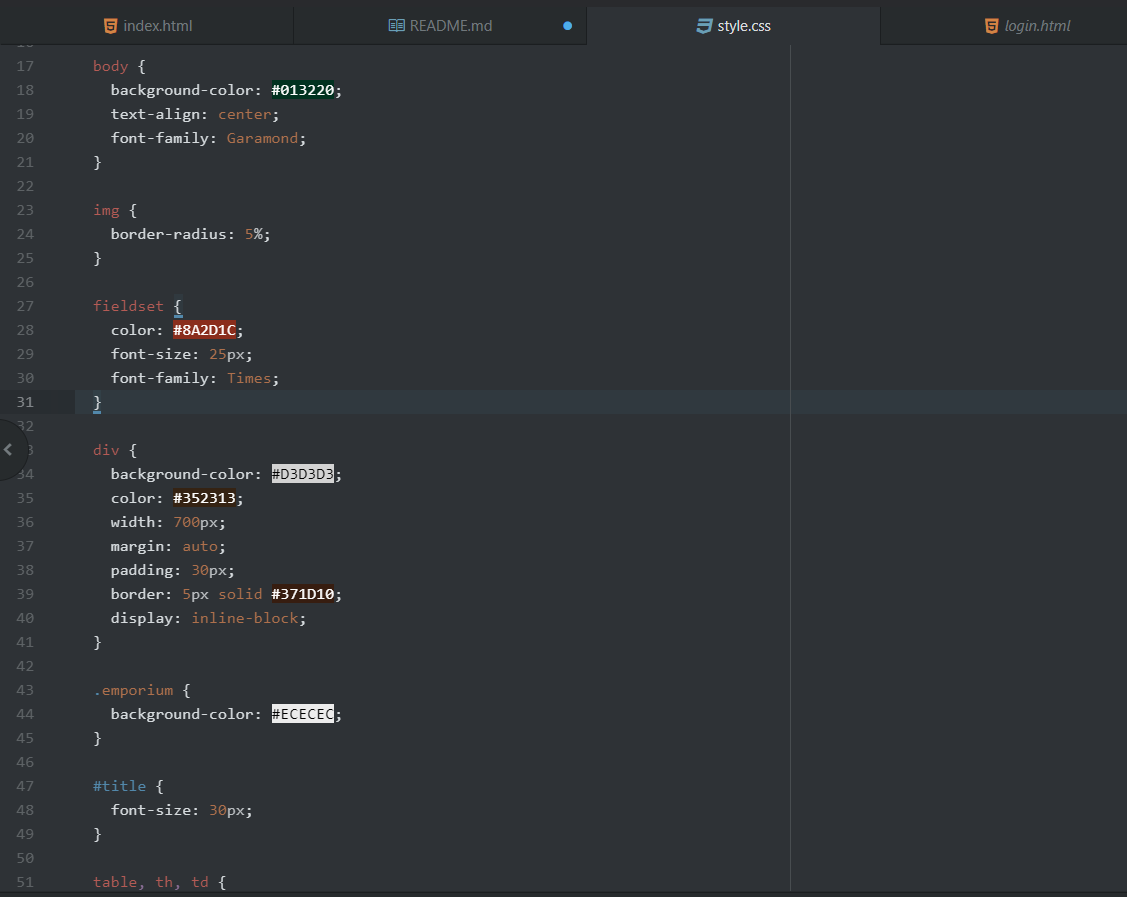 index.html README.md style.css login.html
17 body {
18 background-color: #013220;
19 text-align: center;
20 font-family: Garamond;
21 }
22
23 img {
24 border-radius: 5%;
25 }
26
27 fieldset {
28 color: #8A2D1C;
29 font-size: 25px;
30 font-family: Times;
31 }
32
div {
34 background-color: #D3D3D3;
35 color: #352313;
36 width: 700px;
37 margin: auto;
38 padding: 30px;
39 border: 5px solid #371D10;
40 display: inline-block;
41 }
42
43 .emporium {
44 background-color: #ECECEC;
45 }
46
47 #title {
48 font-size: 30px;
49 }
50
51 table, th, td {